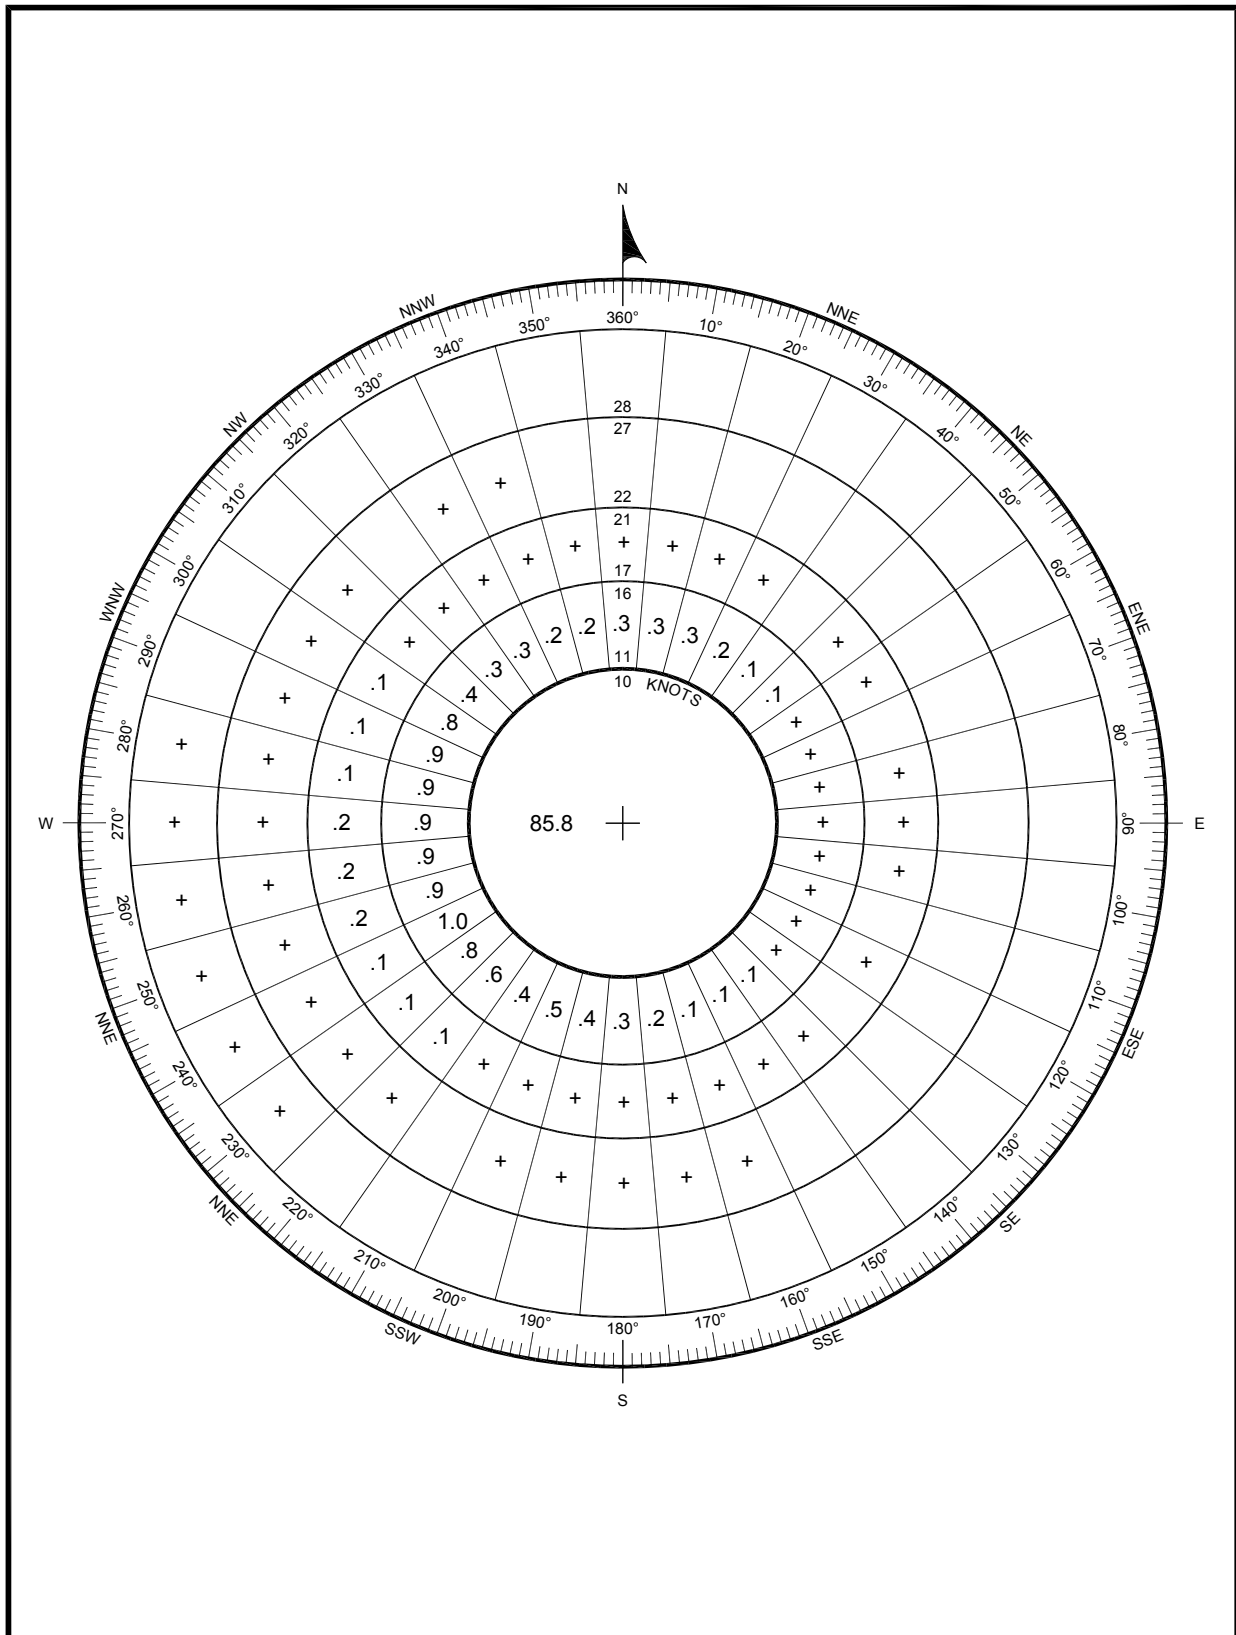 N
NNW
NNE
350°
360°
10°
340°
20°
330°
30°
28
27
NW
NE
320°
40°
310°
50°
22
21
+ +
+ + + + + + +
17
16
300°
60°
WNW
ENE
+ + + +
290°
70°
+ + + +
.2 .2 .3 .3 .3 .2
.3 .3 .1
11
10 KNOTS
.1 .4 .1
+ .1 .8 + +
280°
80°
+ + .1 .9 .9 + + +
W 270° + + .2 .9 85.8 + + + 90° E
+ + .2 .9 .9 + + +
260°
100°
+ + .2 1.0 + +
250°
110°
+ .1 .8 .6 .4 .5 .4 .3 .2 .1 .1 .1 + +
NNE
ESE
+ + .1 .1 +
240°
120°
+ + + + + + + + +
230°
130°
+ + + + + +
NNE
SE
220°
140°
210°
150°
200°
160°
190°
180°
170°
SSW
SSE
S